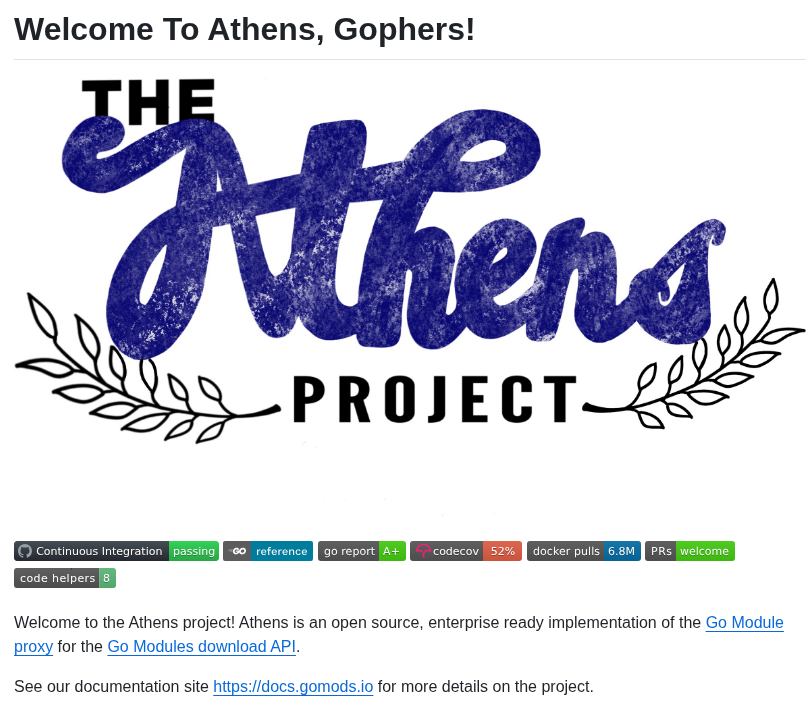 Welcome To Athens, Gophers!
THE
Athens
PROJECT
Continuous Integration passing GO reference go report A+ codecov 52% docker pulls 6.8M PRs welcome
code helpers 8
Welcome to the Athens project! Athens is an open source, enterprise ready implementation of the Go Module
proxy for the Go Modules download API.
See our documentation site https://docs.gomods.io for more details on the project.